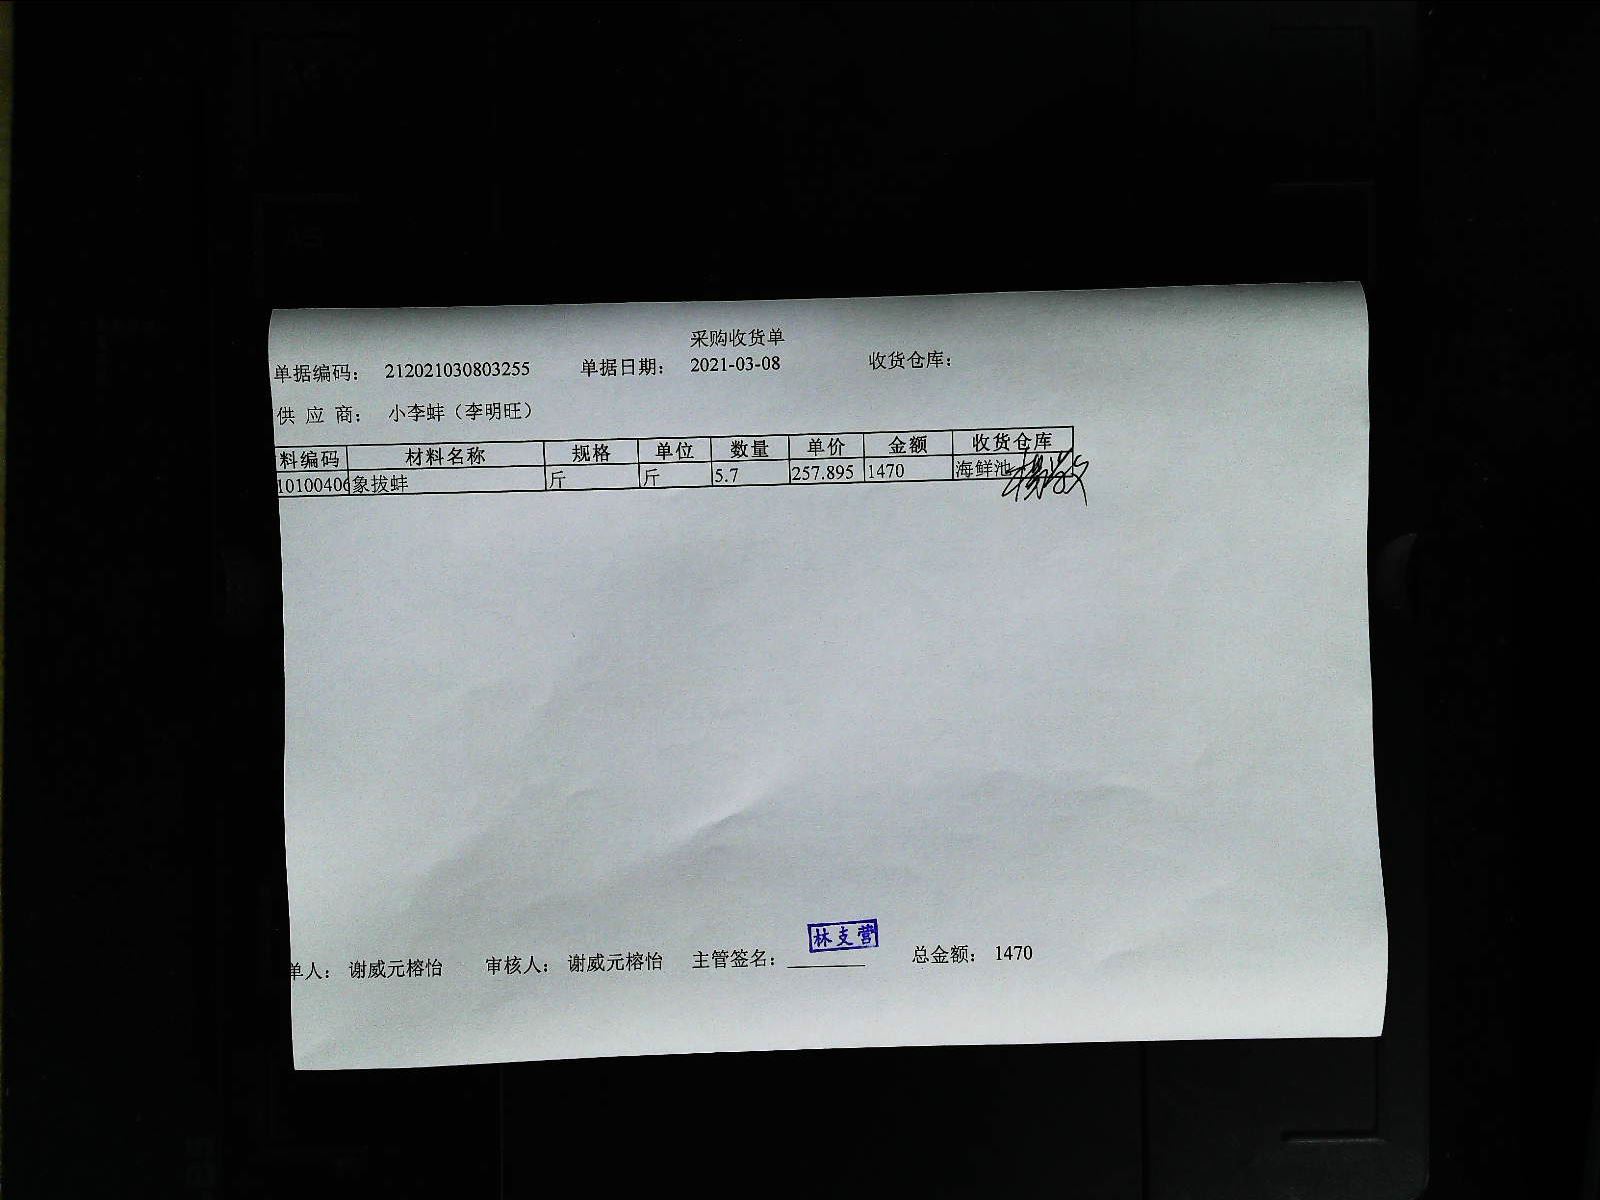 采购收货单
单据编码： 212021030803255 单据日期： 2021-03-08 收货仓库：
供 应 商： 小李蚌（李明旺）
料编码 材料名称 规格 单位 数量 单价 金额 收货仓库
10100406 象拔蚌 斤 斤 5.7 257.895 1470 海鲜池
林支营
单人： 谢威元榕怡 审核人： 谢威元榕怡 主管签名： 总金额： 1470